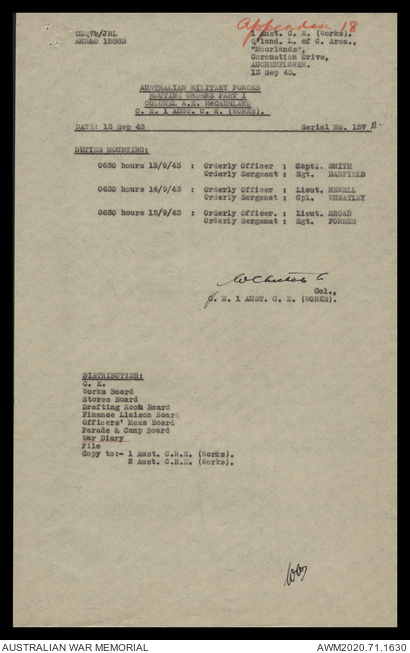 Appendix 18
CEQ7b/JHL
1 Aust. C. E. (Works).
Q'land. L. of C. Area.,
"Moorlands",
Coronation Drive,
AUCHENFLOWER.
13 Sep 43.
AUSTRALIAN MILITARY FORCES
ROUTINE ORDERS PART I
COLONEL A.R. McCAUSLAND
C. E. 1 AUST. C. E. (WORKS).
DATE: 13 Sep 43 Serial No. 157 A
DUTIES MOUNTING:
0630 hours 13/9/43 : Orderly Officer : Capt. SMITH
Orderly Sergeant : Sgt. BANFIELD
0630 hours 14/9/43 : Orderly Officer : Lieut. NEWELL
Orderly Sergeant : Cpl. WHEATLEY
0630 hours 15/9/43 : Orderly Officer. : Lieut. BROAD
Orderly Sergeant : Sgt. FORBES
Col.,
C. E. 1 AUST. C. E. (WORKS).
DISTRIBUTION:
C. E.
Works Board
Stores Board
Drafting Room Board
Finance Liaison Board
Officers' Mess Board
Parade & Camp Board
War Diary
File
Copy to:- 1 Aust. C.R.E. (Works).
2 Aust. C.R.E. (Works).
AUSTRALIAN WAR MEMORIAL
AWM2020.71.1630